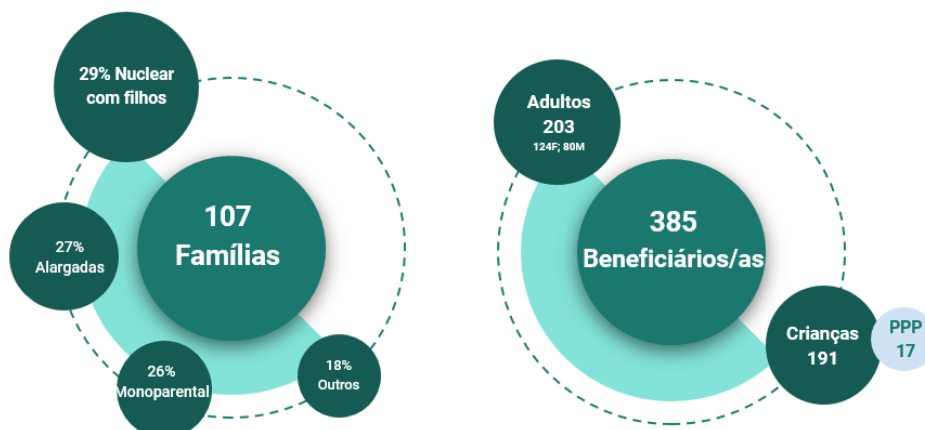 29% Nuclear
com filhos
27%
Alargadas
107
Famílias
26%
Monoparental
18%
Outros
Adultos
203
124F; 80M
385
Beneficiários/as
Crianças
191
PPP
17